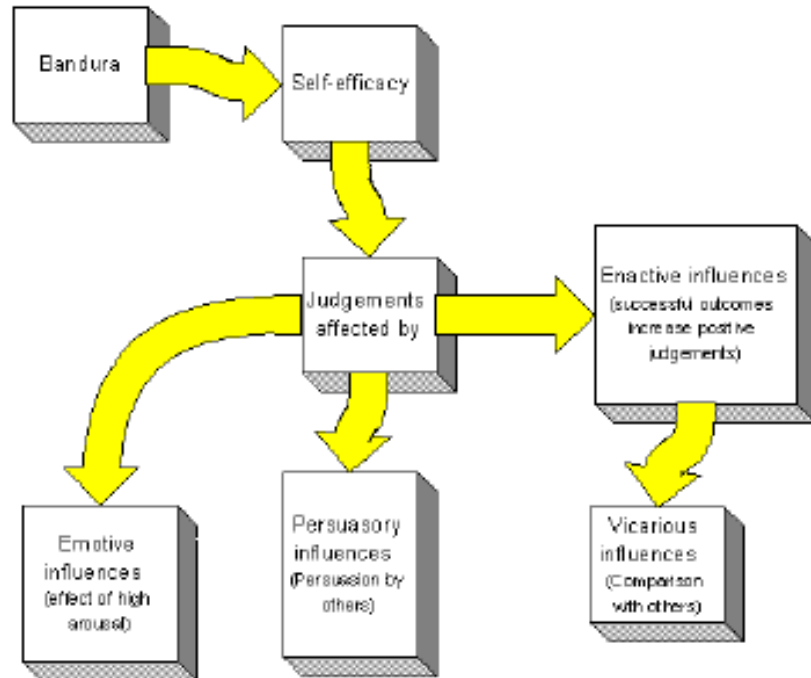 Bandura
Self-efficacy
Judgements
affected by
Enactive influences
(successful outcomes
increase positive
judgements)
Emotive
influences
(effect of high
arousal)
Persuasory
influences
(Persuasion by
others)
Vicarious
influences
(Comparison
with others)